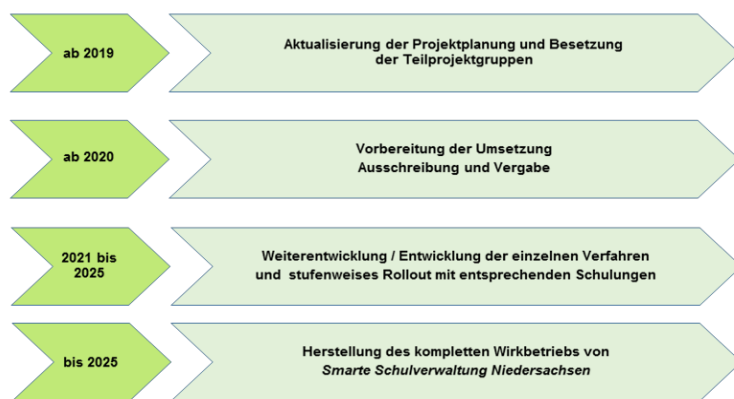 ab 2019
Aktualisierung der Projektplanung und Besetzung
der Teilprojektgruppen
ab 2020
Vorbereitung der Umsetzung
Ausschreibung und Vergabe
2021 bis
2025
Weiterentwicklung / Entwicklung der einzelnen Verfahren
und stufenweises Rollout mit entsprechenden Schulungen
bis 2025
Herstellung des kompletten Wirkbetriebs von
Smarte Schulverwaltung Niedersachsen